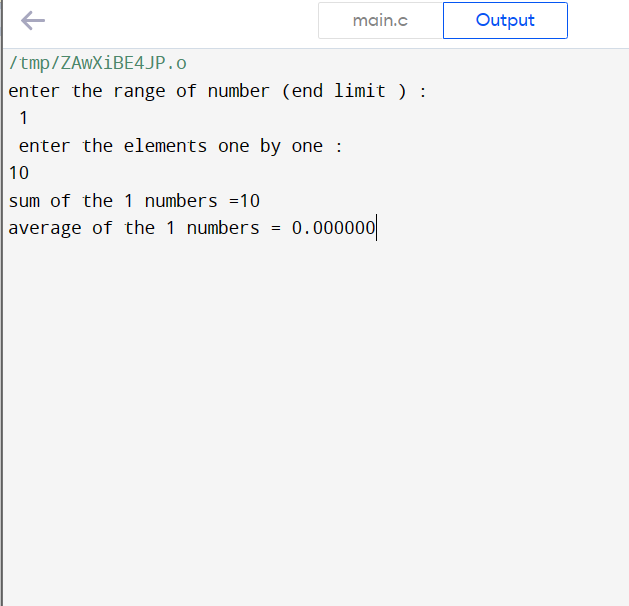 main.c Output
/tmp/ZAwXiBE4JP.o
enter the range of number (end limit ) :
1
enter the elements one by one :
10
sum of the 1 numbers =10
average of the 1 numbers = 0.000000